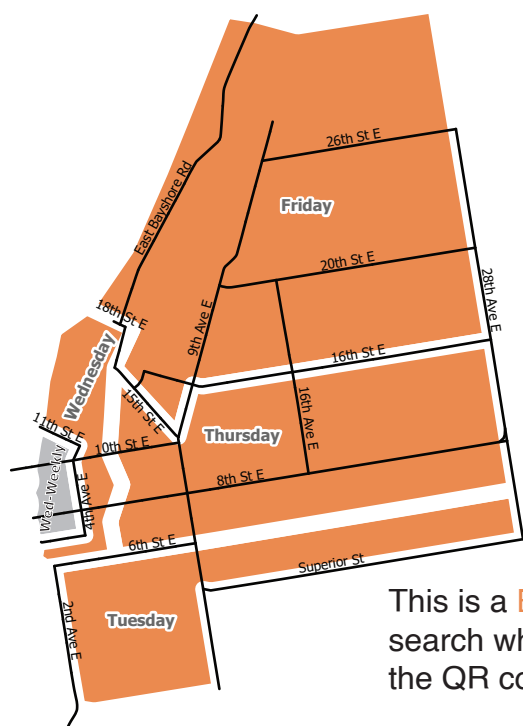 26th St E
East Bayshore Rd
Friday
20th St E
28th Ave E
18th St E
9th Ave E
Wednesday
16th St E
15th St E
16th Ave E
11th St E
Thursday
10th St E
Wed-Weekly
4th Ave E
8th St E
6th St E
Superior St
2nd Ave E
Tuesday
This is a
search wh
the QR co